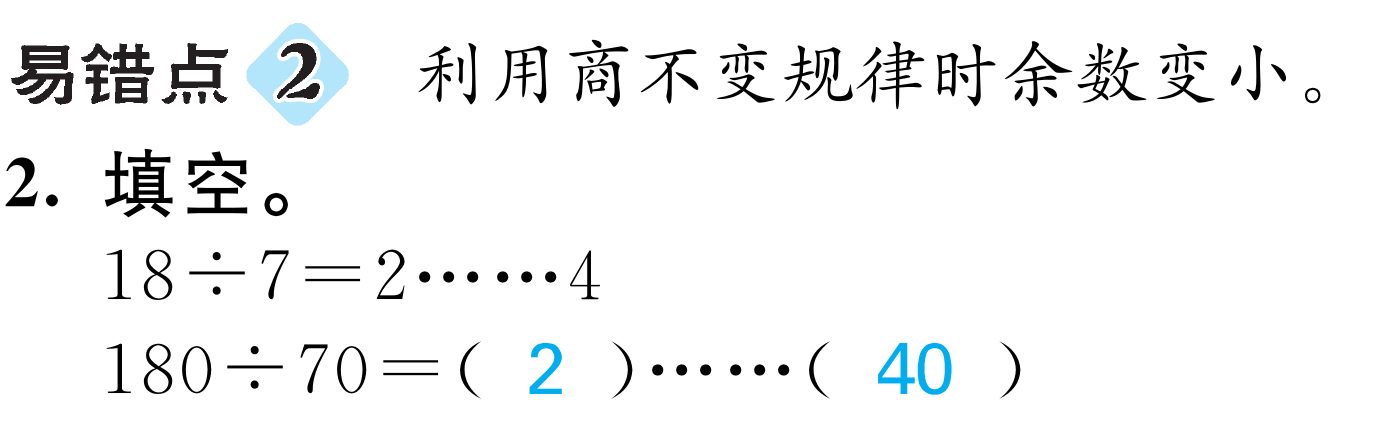 易错点 2 利用商不变规律时余数变小。
2. 填空。
18÷7=2……4
180÷70=( 2 )……( 40 )